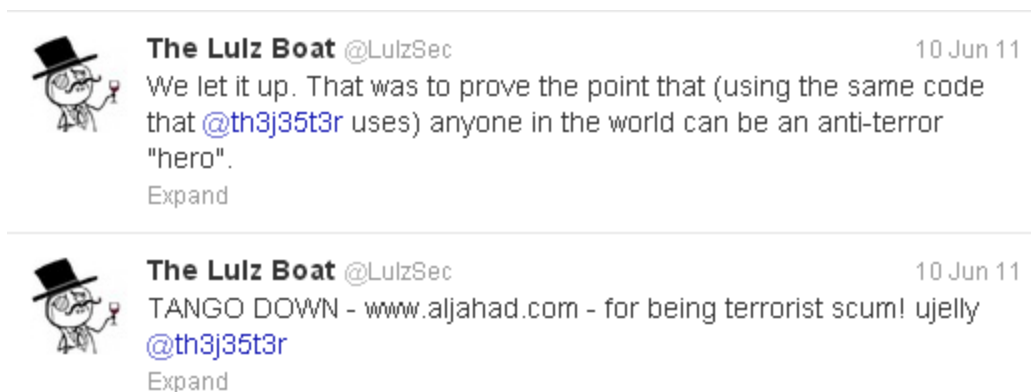 The Lulz Boat @LulzSec 10 Jun 11
We let it up. That was to prove the point that (using the same code
that @th3j35t3r uses) anyone in the world can be an anti-terror
"hero".
Expand
The Lulz Boat @LulzSec 10 Jun 11
TANGO DOWN - www.aljahad.com - for being terrorist scum! ujelly
@th3j35t3r
Expand